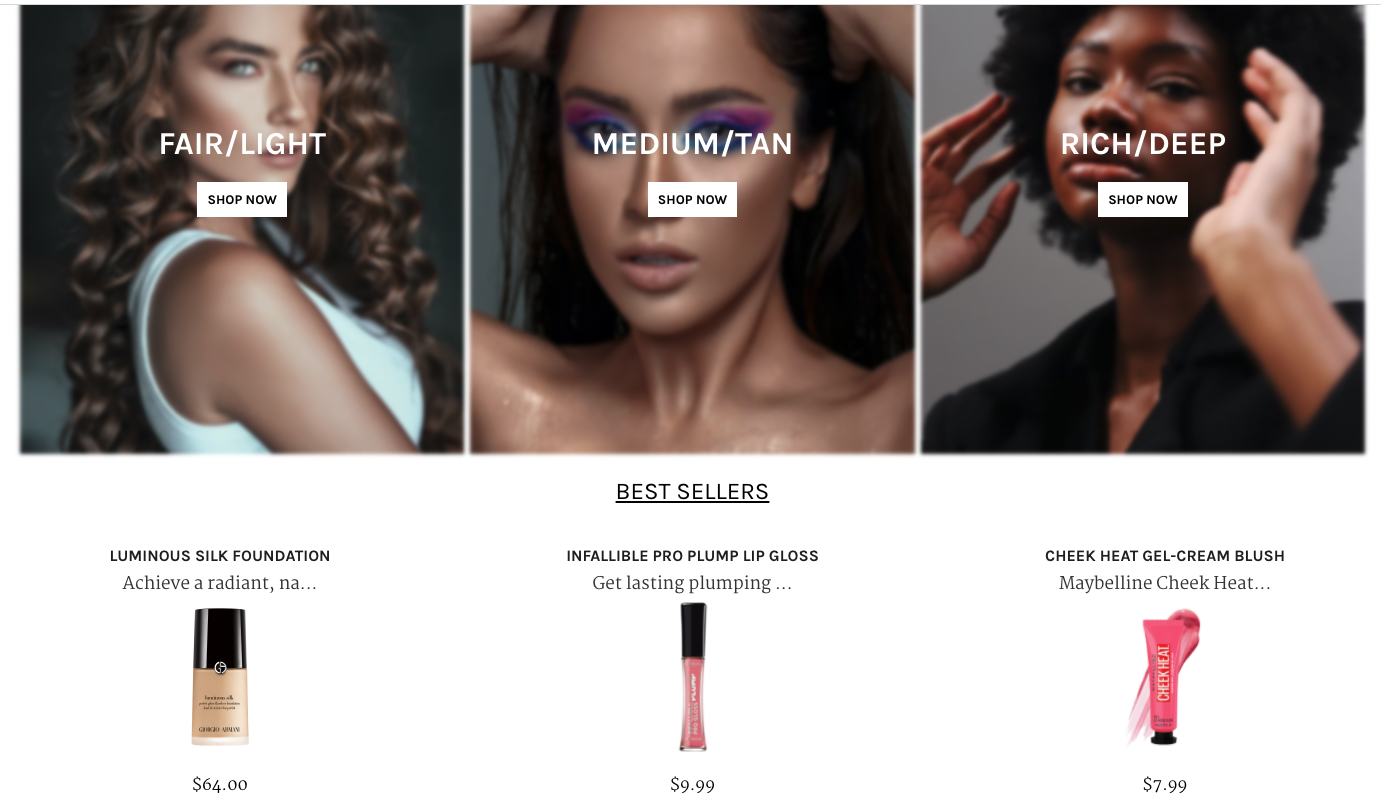 FAIR/LIGHT
MEDIUM/TAN
RICH/DEEP
SHOP NOW
SHOP NOW
SHOP NOW
BEST SELLERS
LUMINOUS SILK FOUNDATION
INFALLIBLE PRO PLUMP LIP GLOSS
CHEEK HEAT GEL-CREAM BLUSH
Achieve a radiant, na...
Get lasting plumping ...
Maybelline Cheek Heat...
luminous silk
GIORGIO ARMANI
PLUMP
PRO GLOSS
CHEEK HEAT
$64.00
$9.99
$7.99